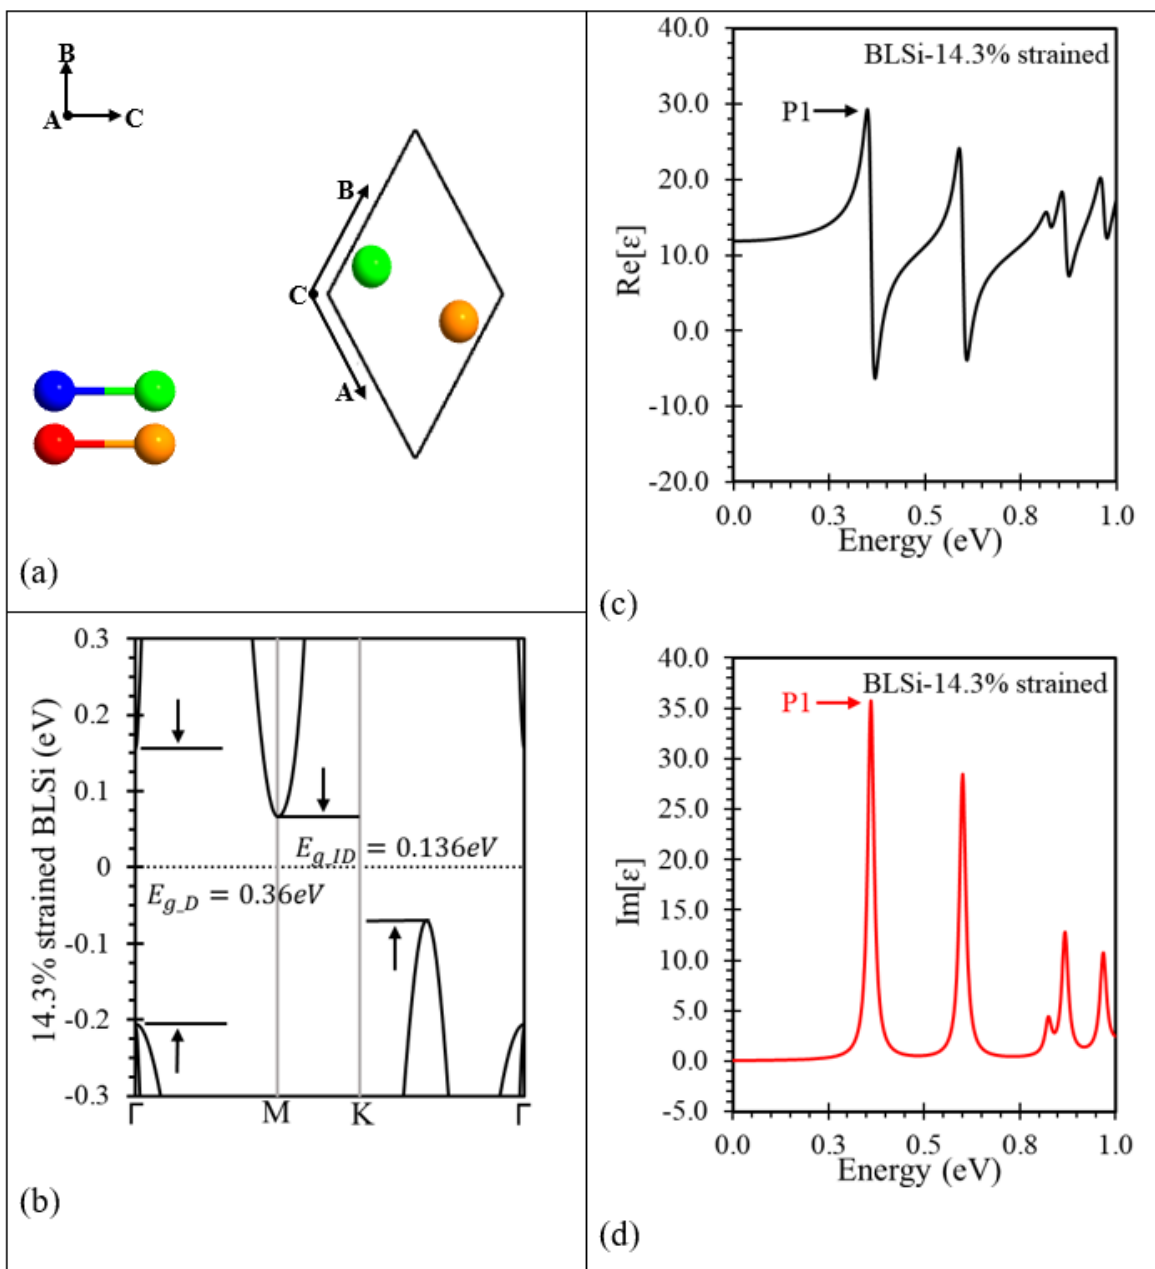 B
A
C
B
C
A
(a)
14.3% strained BLSi (eV)
0.3
0.2
0.1
0
-0.1
-0.2
-0.3
E_{g_ID} = 0.136eV
E_{g_D} = 0.36eV
Γ M K Γ
(b)
Re[ε]
40.0
30.0
20.0
10.0
0.0
-10.0
-20.0
BLSi-14.3% strained
P1
0.0 0.3 0.5 0.8 1.0
Energy (eV)
(c)
Im[ε]
40.0
35.0
30.0
25.0
20.0
15.0
10.0
5.0
0.0
-5.0
BLSi-14.3% strained
P1
0.0 0.3 0.5 0.8 1.0
Energy (eV)
(d)